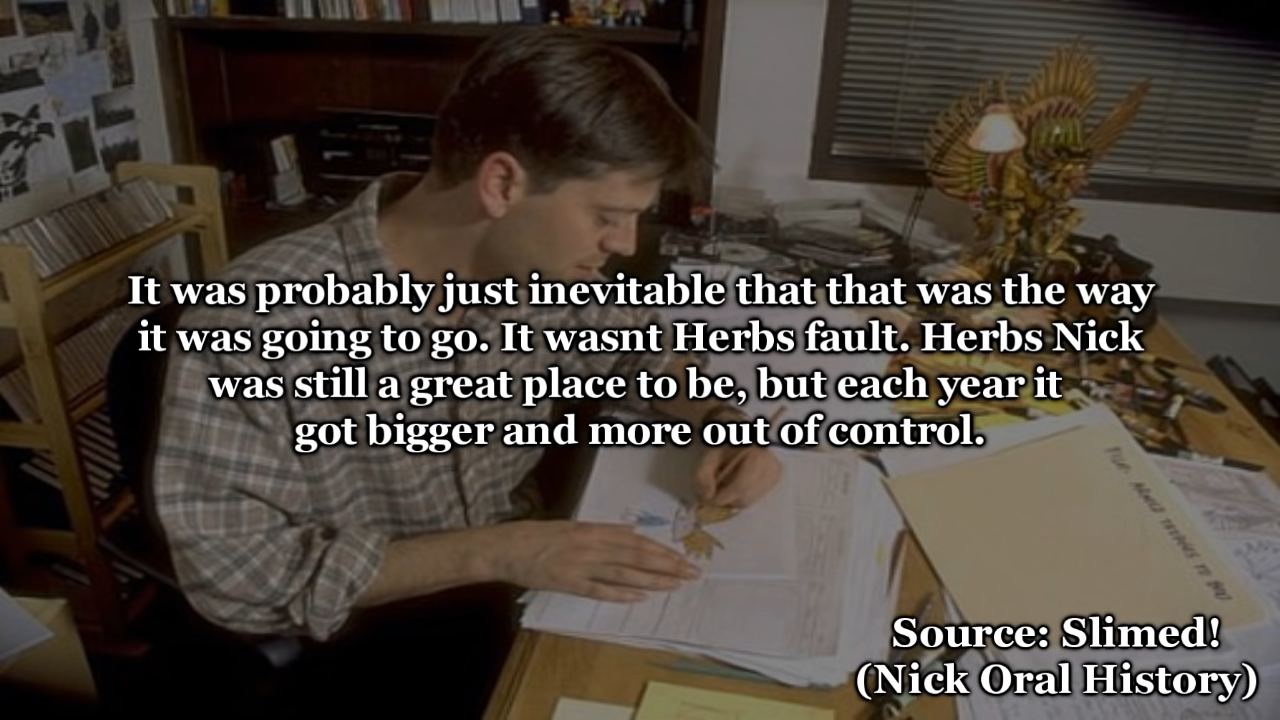 It was probably just inevitable that that was the way
it was going to go. It wasnt Herbs fault. Herbs Nick
was still a great place to be, but each year it
got bigger and more out of control.
Source: Slimed!
(Nick Oral History)